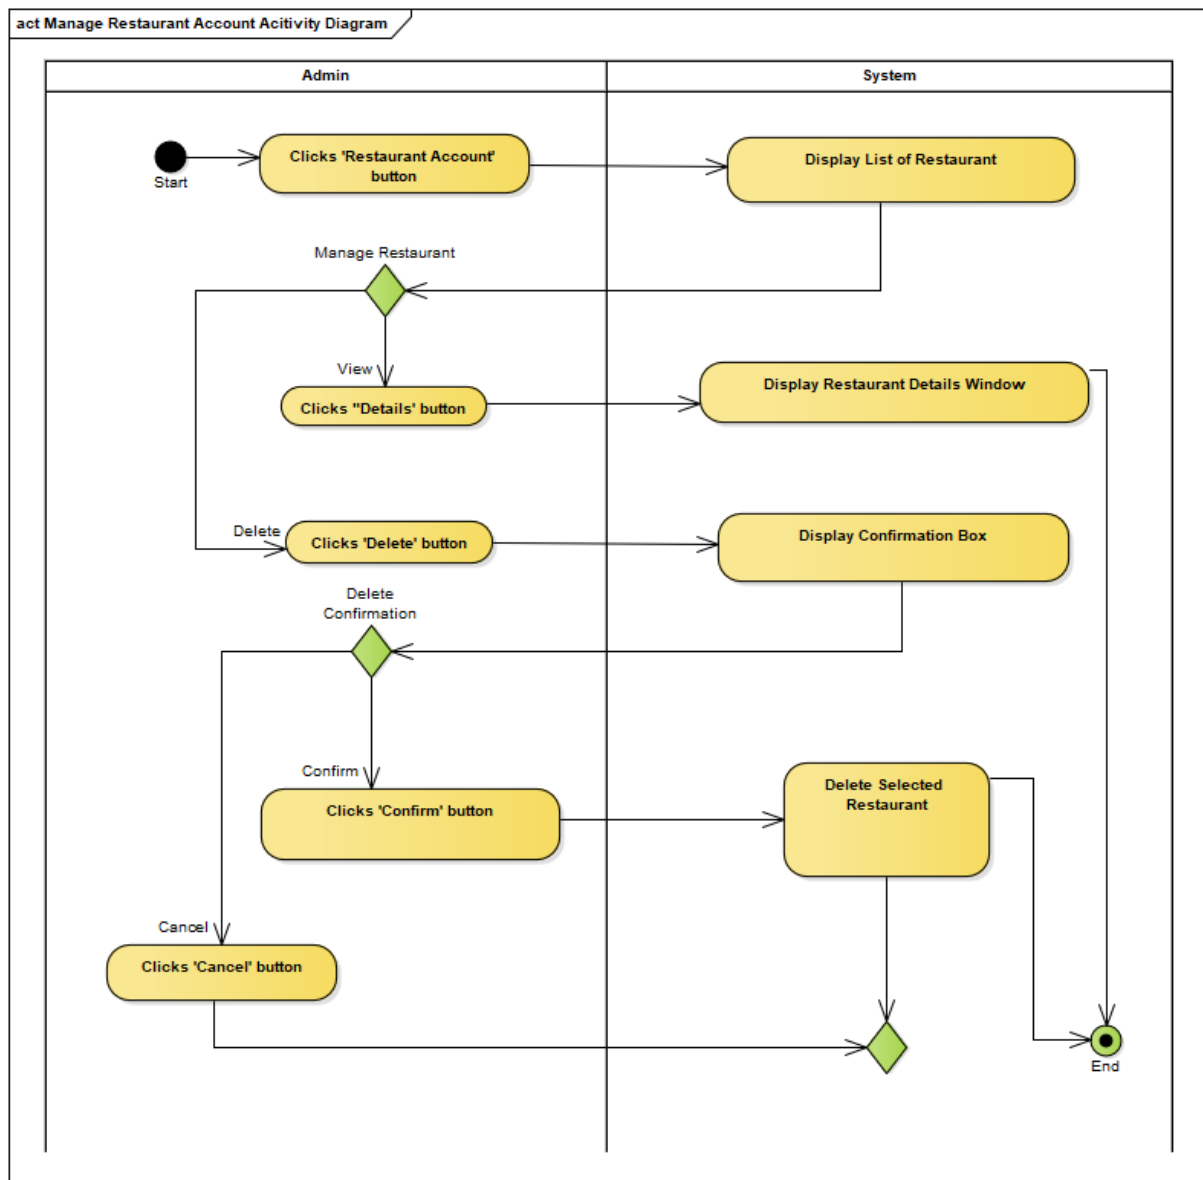 act Manage Restaurant Account Acitivity Diagram
Admin
System
Start
Clicks 'Restaurant Account'
button
Display List of Restaurant
Manage Restaurant
View
Clicks "Details' button
Display Restaurant Details Window
Delete
Clicks 'Delete' button
Display Confirmation Box
Delete
Confirmation
Confirm
Clicks 'Confirm' button
Delete Selected
Restaurant
Cancel
Clicks 'Cancel' button
End